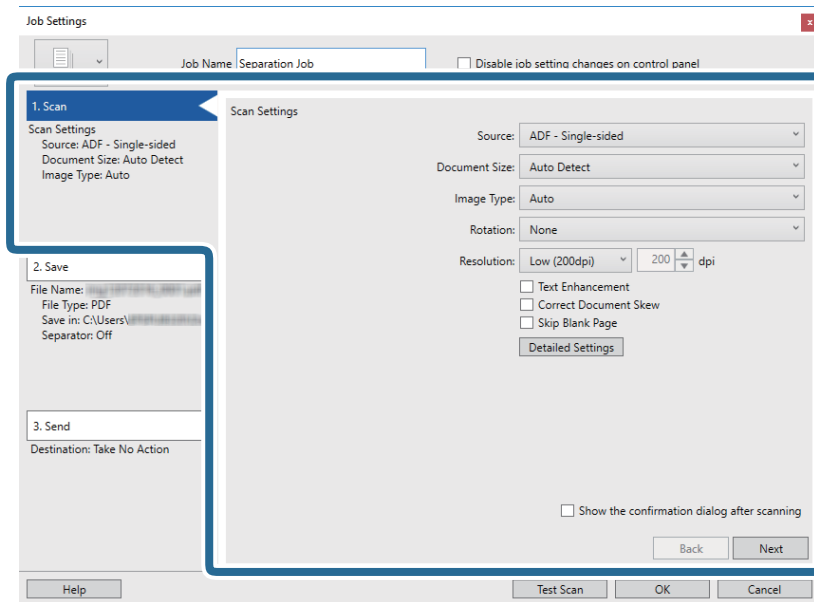 Job Settings
x
Job Name Separation Job
Disable job setting changes on control panel
1. Scan
Scan Settings
Source: ADF - Single-sided
Document Size: Auto Detect
Image Type: Auto
2. Save
File Name:
File Type: PDF
Save in: C:\Users\
Separator: Off
3. Send
Destination: Take No Action
Scan Settings
Source: ADF - Single-sided
Document Size: Auto Detect
Image Type: Auto
Rotation: None
Resolution: Low (200dpi) 200 dpi
Text Enhancement
Correct Document Skew
Skip Blank Page
Detailed Settings
Show the confirmation dialog after scanning
Back Next
Help Test Scan OK Cancel